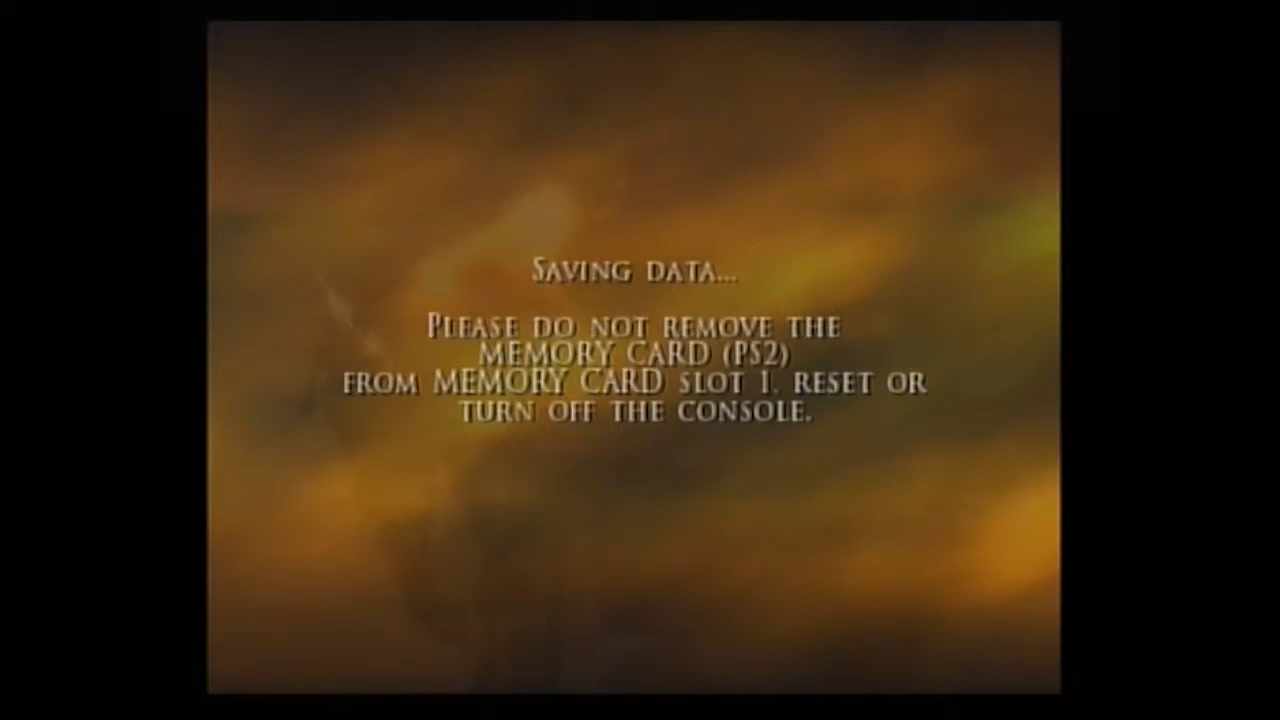 Saving data...
Please do not remove the
MEMORY CARD (PS2)
from MEMORY CARD slot 1, reset or
turn off the console.